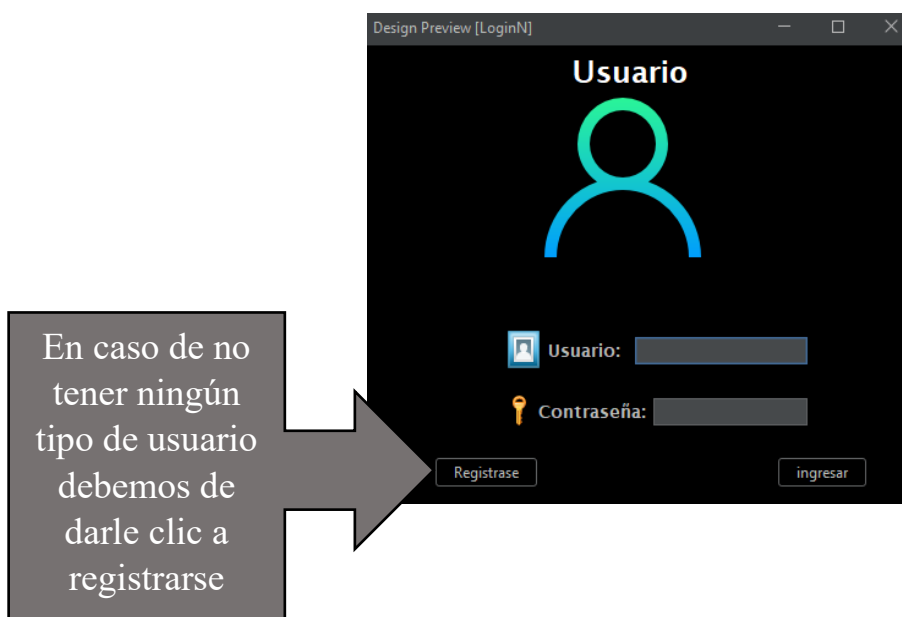 Design Preview [LoginN]
Usuario
Usuario:
Contraseña:
Registrase
ingresar
En caso de no
tener ningún
tipo de usuario
debemos de
darle clic a
registrarse